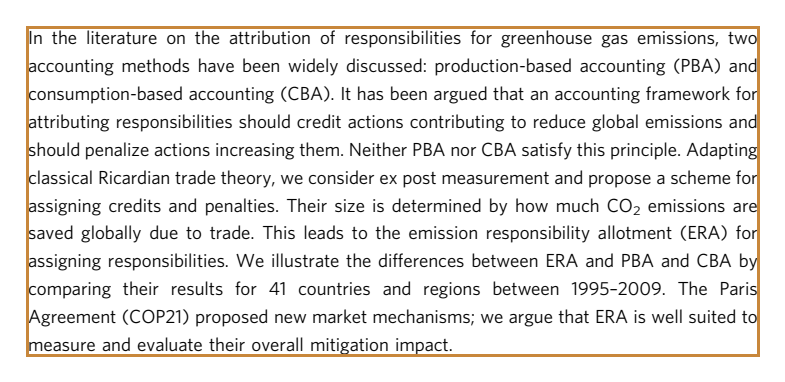 In the literature on the attribution of responsibilities for greenhouse gas emissions, two
accounting methods have been widely discussed: production-based accounting (PBA) and
consumption-based accounting (CBA). It has been argued that an accounting framework for
attributing responsibilities should credit actions contributing to reduce global emissions and
should penalize actions increasing them. Neither PBA nor CBA satisfy this principle. Adapting
classical Ricardian trade theory, we consider ex post measurement and propose a scheme for
assigning credits and penalties. Their size is determined by how much CO₂ emissions are
saved globally due to trade. This leads to the emission responsibility allotment (ERA) for
assigning responsibilities. We illustrate the differences between ERA and PBA and CBA by
comparing their results for 41 countries and regions between 1995–2009. The Paris
Agreement (COP21) proposed new market mechanisms; we argue that ERA is well suited to
measure and evaluate their overall mitigation impact.